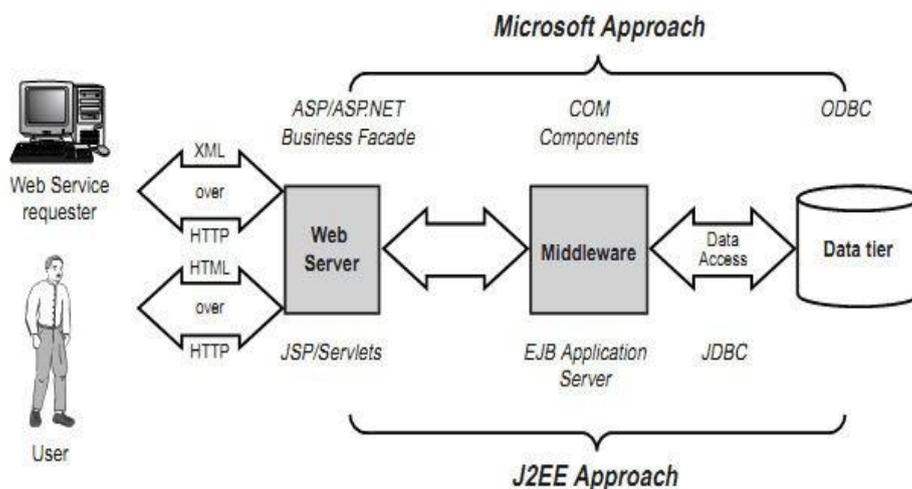 Microsoft Approach
ASP/ASP.NET
Business Facade
COM
Components
ODBC
Web Service
requester
XML
over
HTTP
HTML
over
HTTP
Web
Server
Middleware
Data
Access
Data tier
User
JSP/Servlets
EJB Application
Server
JDBC
J2EE Approach